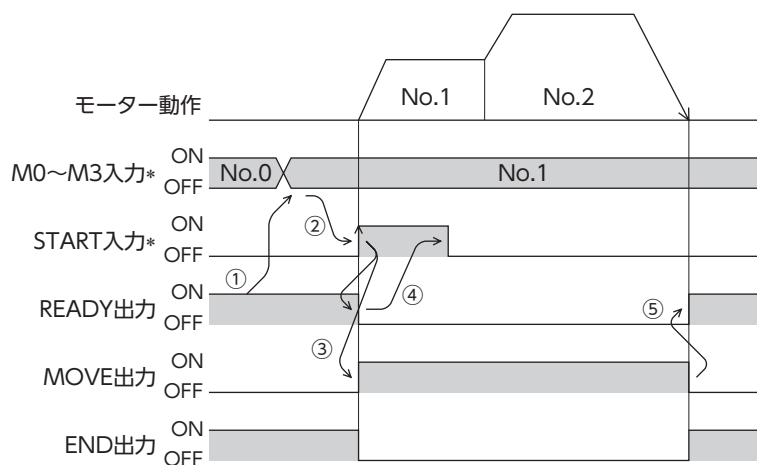 モーター動作
No.1
No.2
M0～M3入力*
ON
OFF
No.0
No.1
START入力*
ON
OFF
②
①
④
READY出力
ON
OFF
⑤
③
MOVE出力
ON
OFF
END出力
ON
OFF